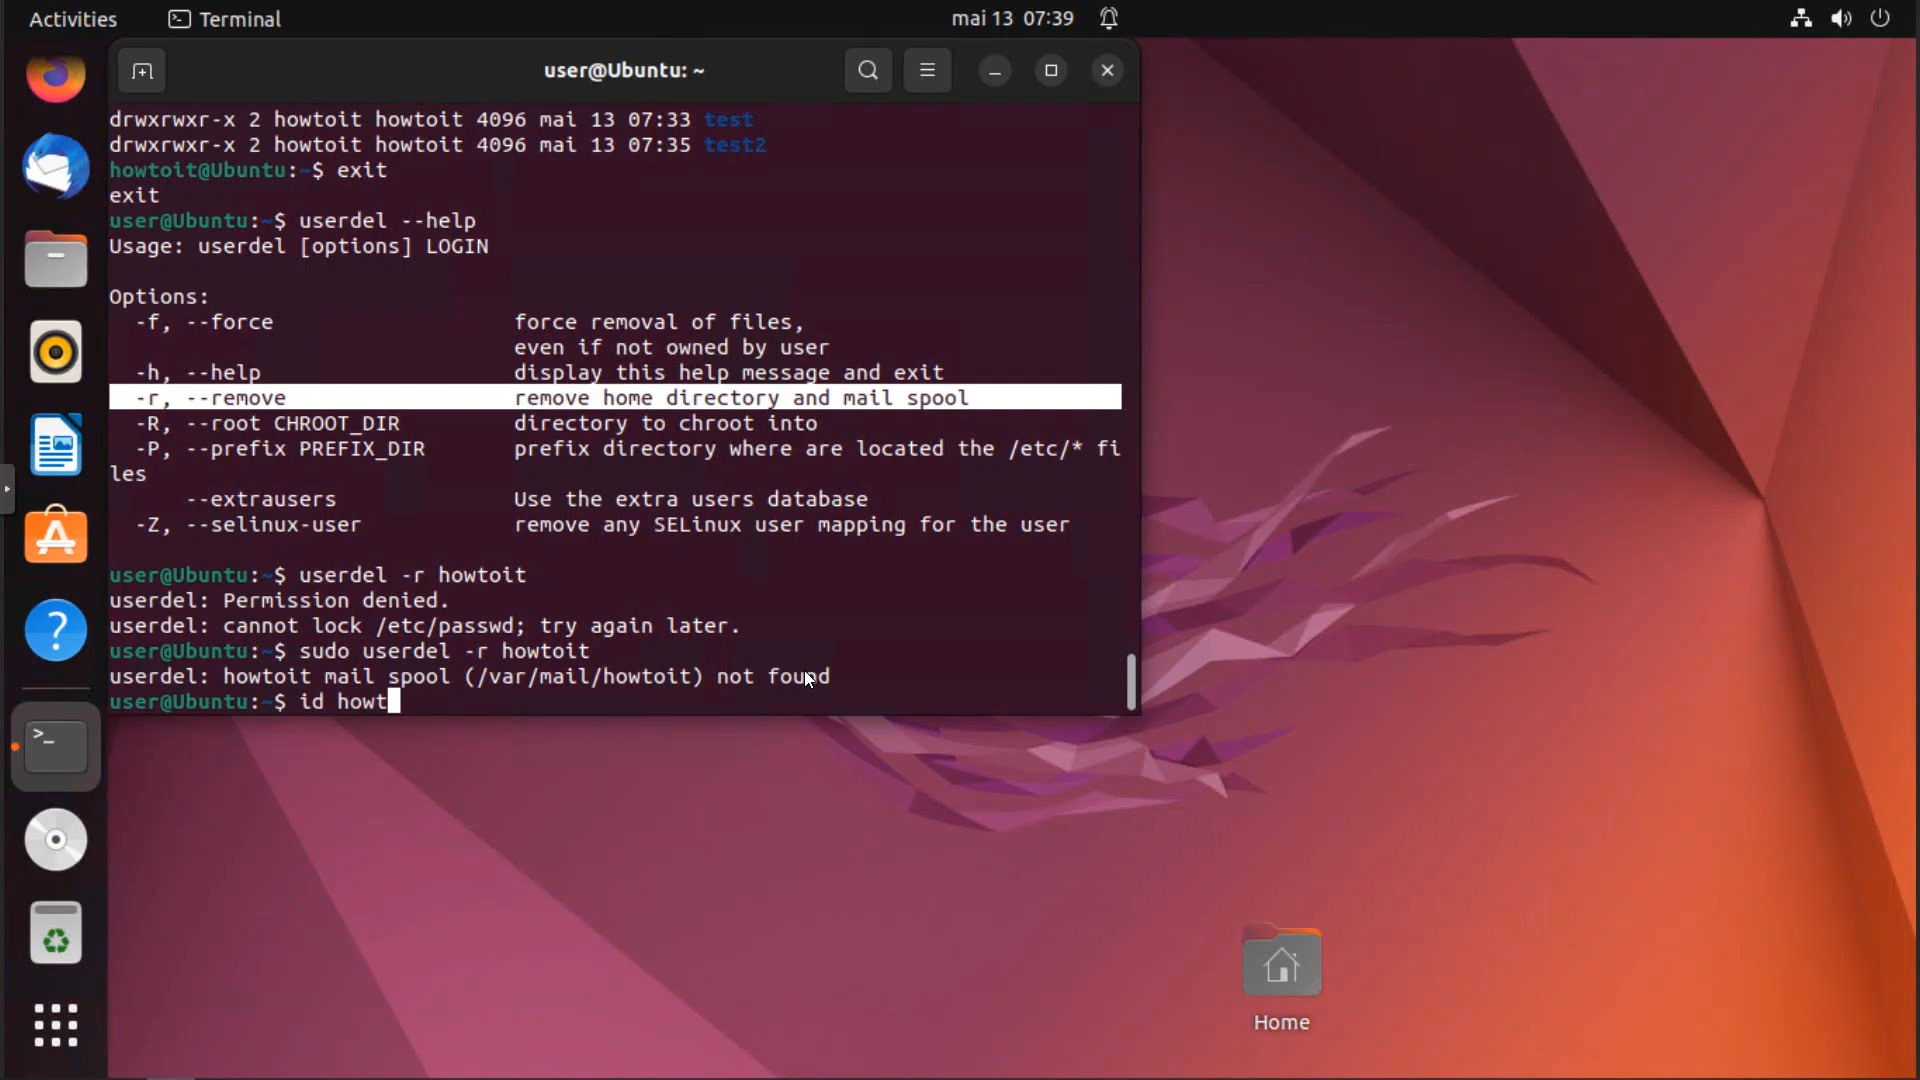 Activities
Terminal
mai 13 07:39
user@Ubuntu: ~
drwxrwxr-x 2 howtoit howtoit 4096 mai 13 07:33 test
drwxrwxr-x 2 howtoit howtoit 4096 mai 13 07:35 test2
howtoit@Ubuntu:~$ exit
exit
user@Ubuntu:~$ userdel --help
Usage: userdel [options] LOGIN
Options:
-f, --force force removal of files,
even if not owned by user
-h, --help display this help message and exit
-r, --remove remove home directory and mail spool
-R, --root CHROOT_DIR directory to chroot into
-P, --prefix PREFIX_DIR prefix directory where are located the /etc/* fi
les
--extrausers Use the extra users database
-Z, --selinux-user remove any SELinux user mapping for the user
user@Ubuntu:~$ userdel -r howtoit
userdel: Permission denied.
userdel: cannot lock /etc/passwd; try again later.
user@Ubuntu:~$ sudo userdel -r howtoit
userdel: howtoit mail spool (/var/mail/howtoit) not found
user@Ubuntu:~$ id howt
Home